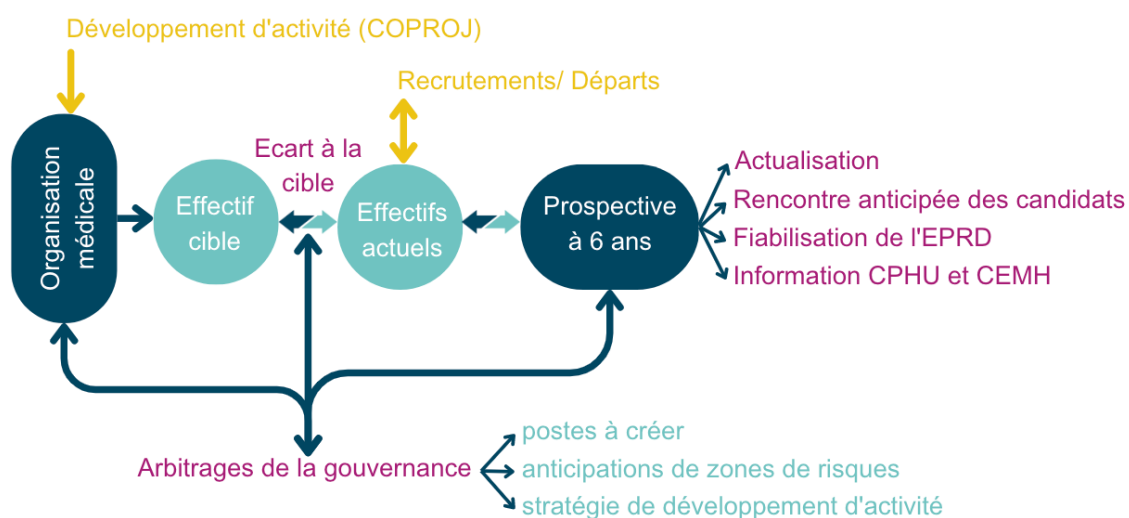 Développement d'activité (COPROJ)
Recrutements/ Départs
Organisation
médicale
Effectif
cible
Ecart à la
cible
Effectifs
actuels
Prospective
à 6 ans
Actualisation
Rencontre anticipée des candidats
Fiabilisation de l'EPRD
Information CPHU et CEMH
Arbitrages de la gouvernance
postes à créer
anticipations de zones de risques
stratégie de développement d'activité